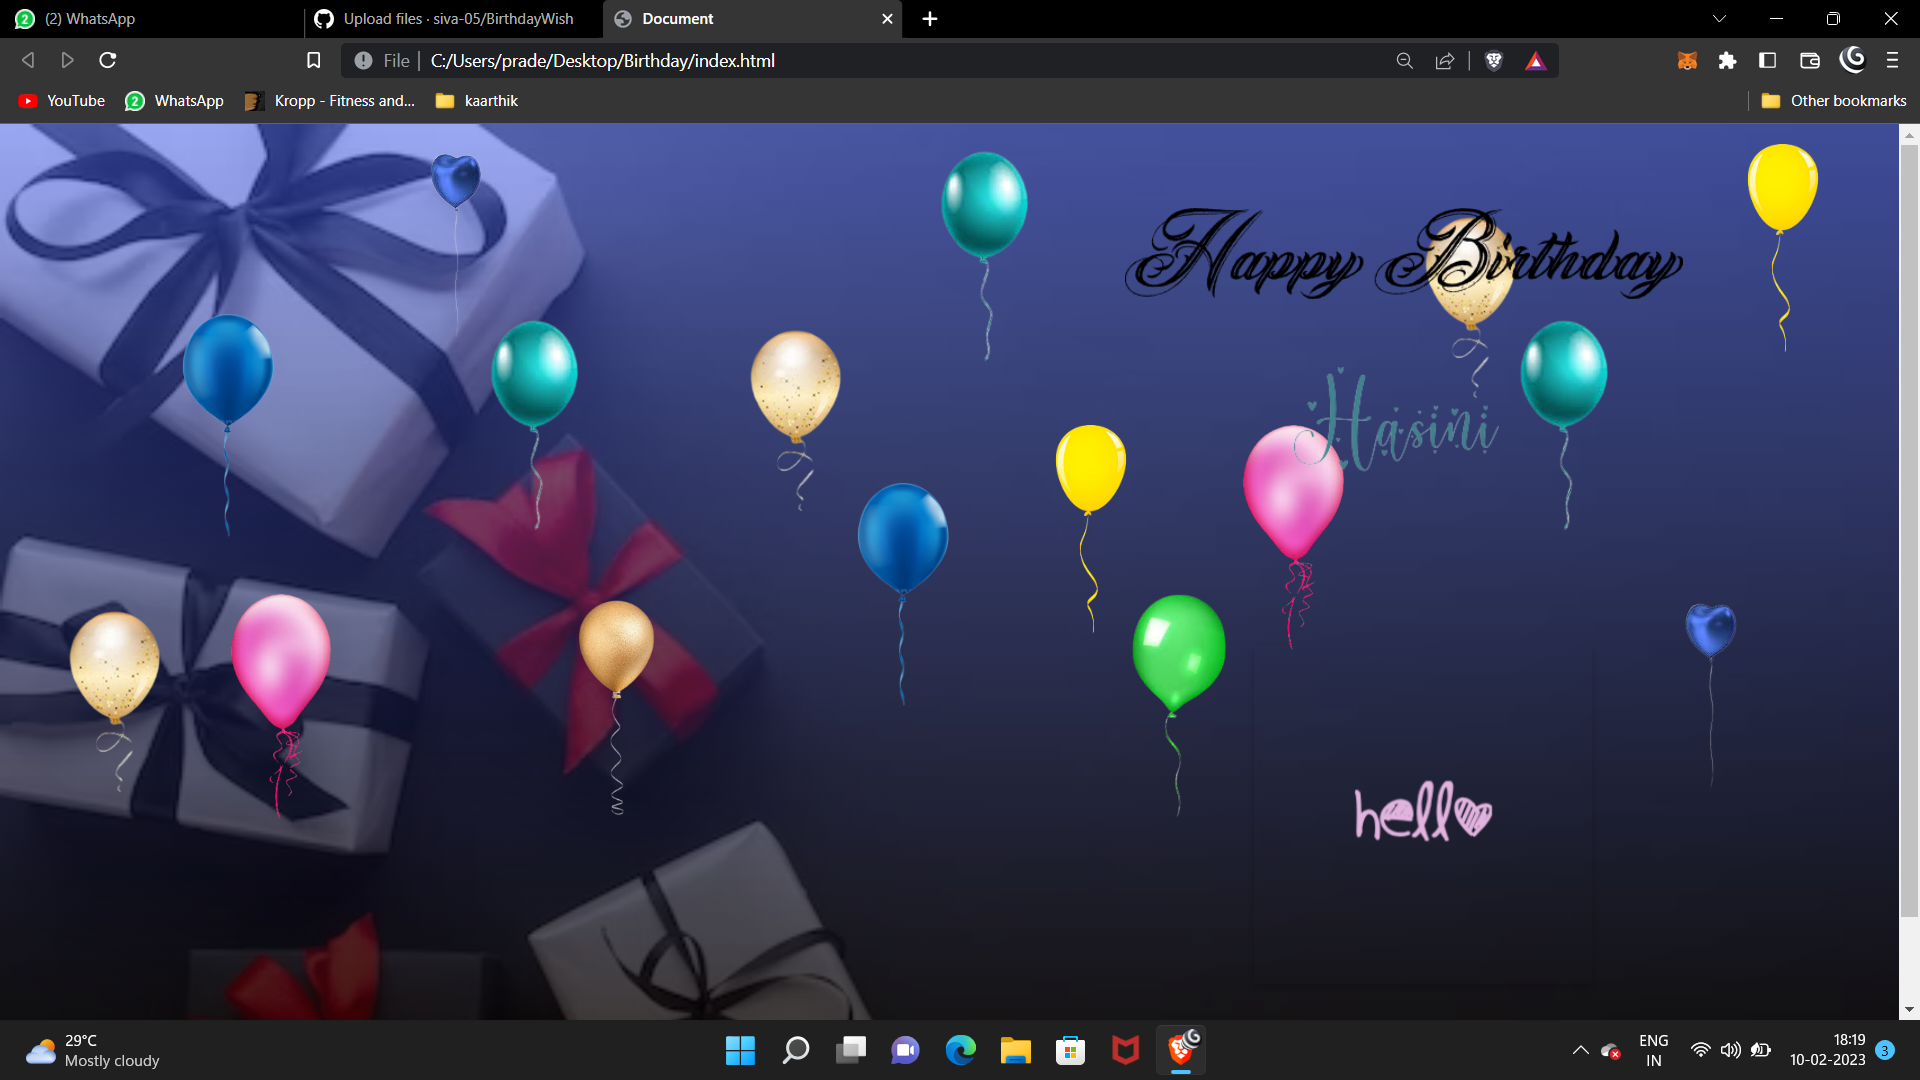 (2) WhatsApp
Upload files · siva-05/BirthdayWish
Document
File
C:/Users/prade/Desktop/Birthday/index.html
YouTube
WhatsApp
Kropp - Fitness and...
kaarthik
Other bookmarks
Happy Birthday
Hasini
hello
29°C
Mostly cloudy
ENG
IN
18:19
10-02-2023
3